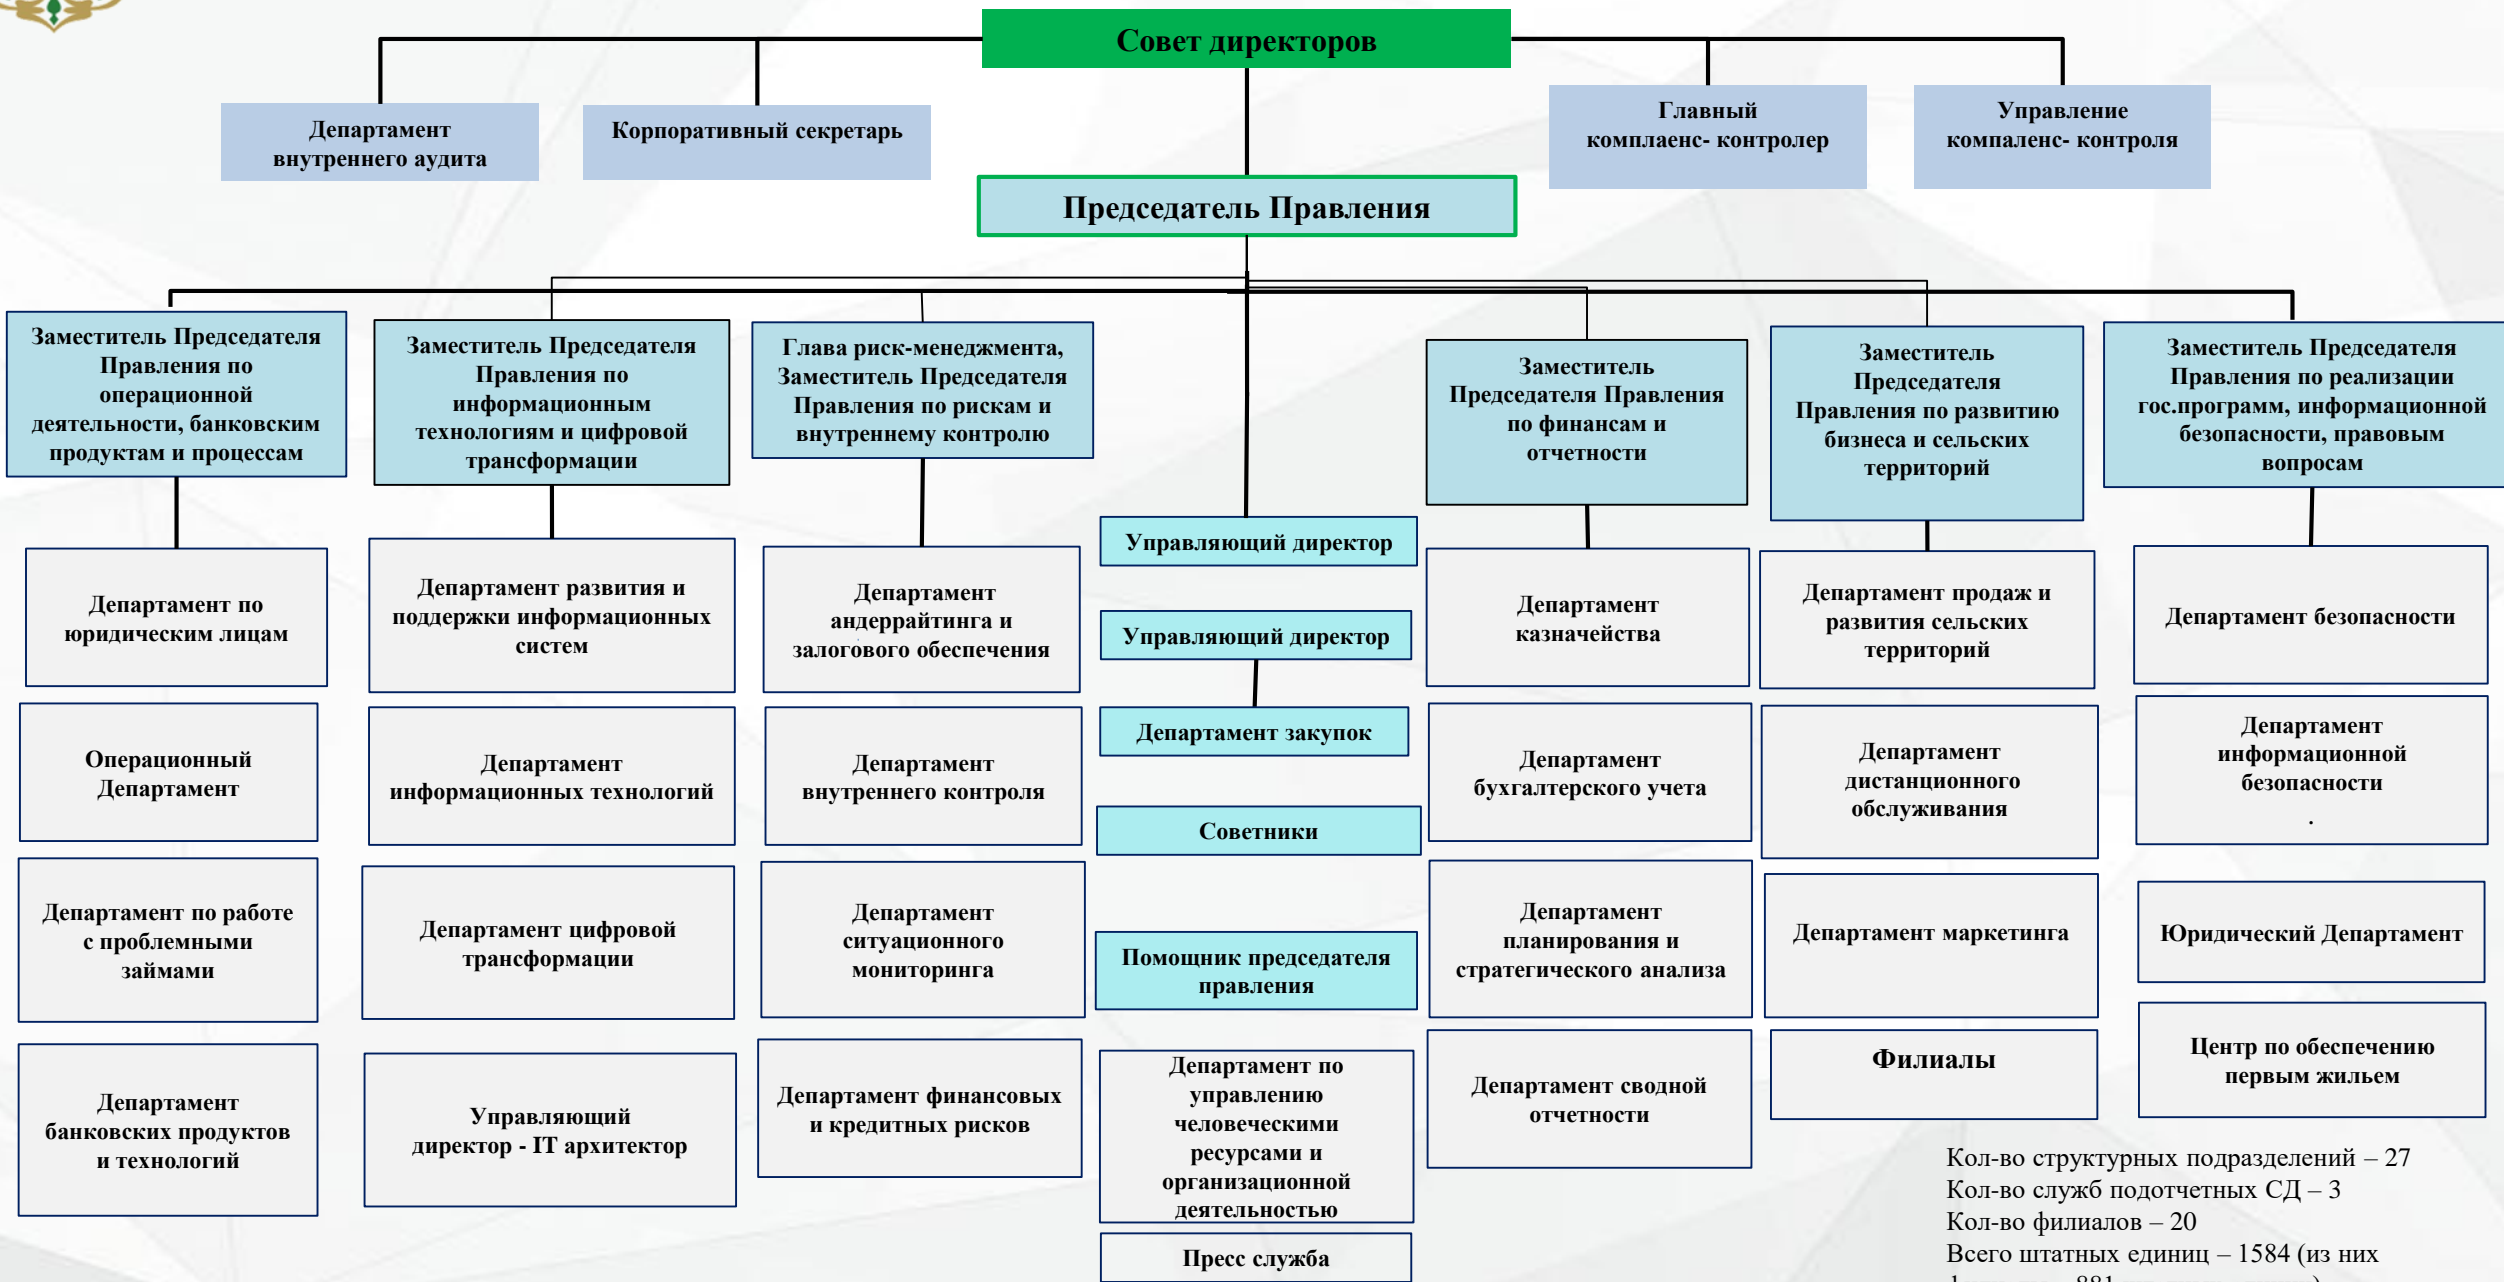 Совет директоров
Департамент
внутреннего аудита
Корпоративный секретарь
Главный
комплаенс- контролер
Управление
компаленс- контроля
Председатель Правления
Заместитель Председателя
Правления по
операционной
деятельности, банковским
продуктам и процессам
Заместитель Председателя
Правления по
информационным
технологиям и цифровой
трансформации
Глава риск-менеджмента,
Заместитель Председателя
Правления по рискам и
внутреннему контролю
Заместитель
Председателя Правления
по финансам и
отчетности
Заместитель
Председателя
Правления по развитию
бизнеса и сельских
территорий
Заместитель Председателя
Правления по реализации
гос.программ, информационной
безопасности, правовым
вопросам
Департамент по
юридическим лицам
Операционный
Департамент
Департамент по работе
с проблемными
займами
Департамент
банковских продуктов
и технологий
Департамент развития и
поддержки информационных
систем
Департамент
информационных технологий
Департамент цифровой
трансформации
Управляющий
директор - IT архитектор
Департамент
андеррайтинга и
залогового обеспечения
Департамент
внутреннего контроля
Департамент
ситуационного
мониторинга
Департамент финансовых
и кредитных рисков
Управляющий директор
Управляющий директор
Департамент закупок
Советники
Помощник председателя
правления
Департамент по
управлению
человеческими
ресурсами и
организационной
деятельностью
Пресс служба
Департамент
казначейства
Департамент
бухгалтерского учета
Департамент
планирования и
стратегического анализа
Департамент сводной
отчетности
Департамент продаж и
развития сельских
территорий
Департамент
дистанционного
обслуживания
Департамент маркетинга
Филиалы
Департамент безопасности
Департамент
информационной
безопасности
.
Юридический Департамент
Центр по обеспечению
первым жильем
Кол-во структурных подразделений – 27
Кол-во служб подотчетных СД – 3
Кол-во филиалов – 20
Всего штатных единиц – 1584 (из них
881